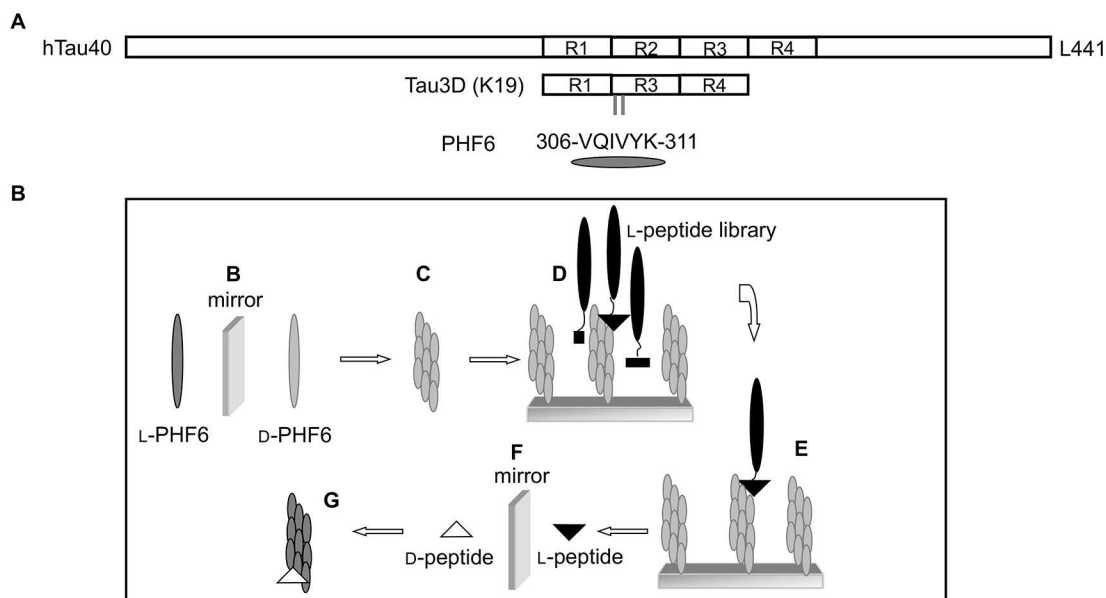 A
hTau40 R1 R2 R3 R4 L441
Tau3D (K19) R1 R3 R4
PHF6 306-VQIVYK-311
B
L-peptide library
B C D
mirror
L-PHF6 D-PHF6
E
F
mirror
G
D-peptide L-peptide